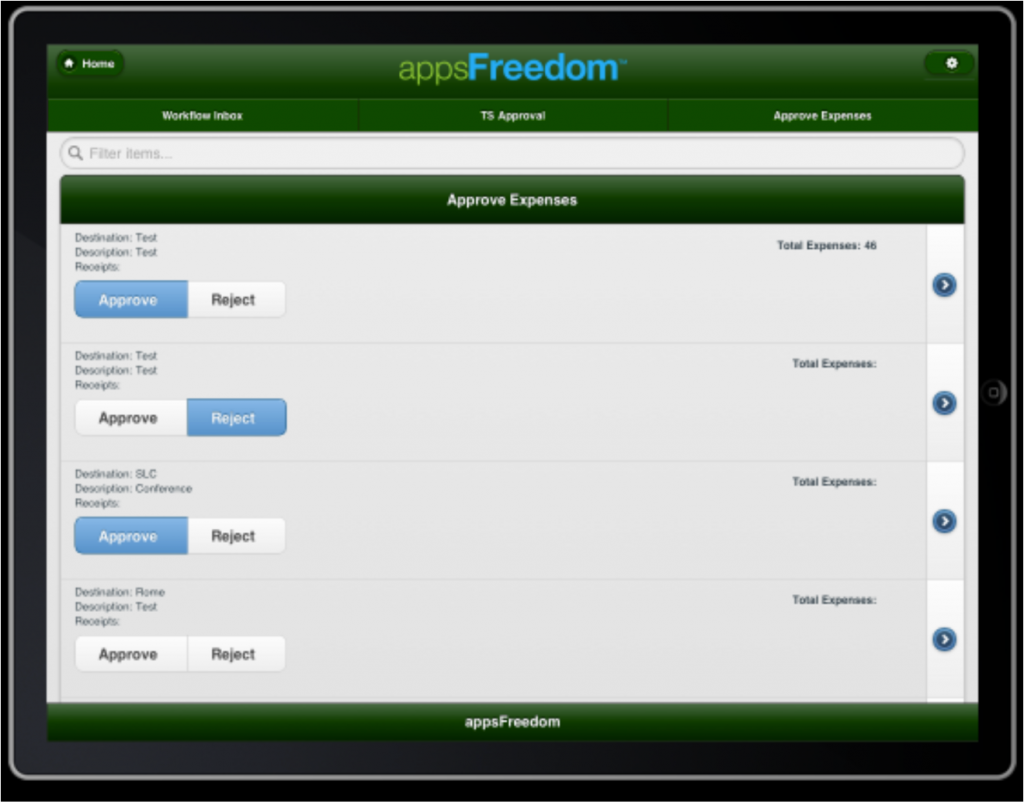 Home
appsFreedom™
Workflow Inbox
TS Approval
Approve Expenses
Filter items...
Approve Expenses
Destination: Test
Description: Test
Total Expenses: 46
Receipts:
Approve
Reject
Destination: Test
Description: Test
Total Expenses:
Receipts:
Approve
Reject
Destination: SLC
Description: Conference
Total Expenses:
Receipts:
Approve
Reject
Destination: Rome
Description: Test
Total Expenses:
Receipts:
Approve
Reject
appsFreedom